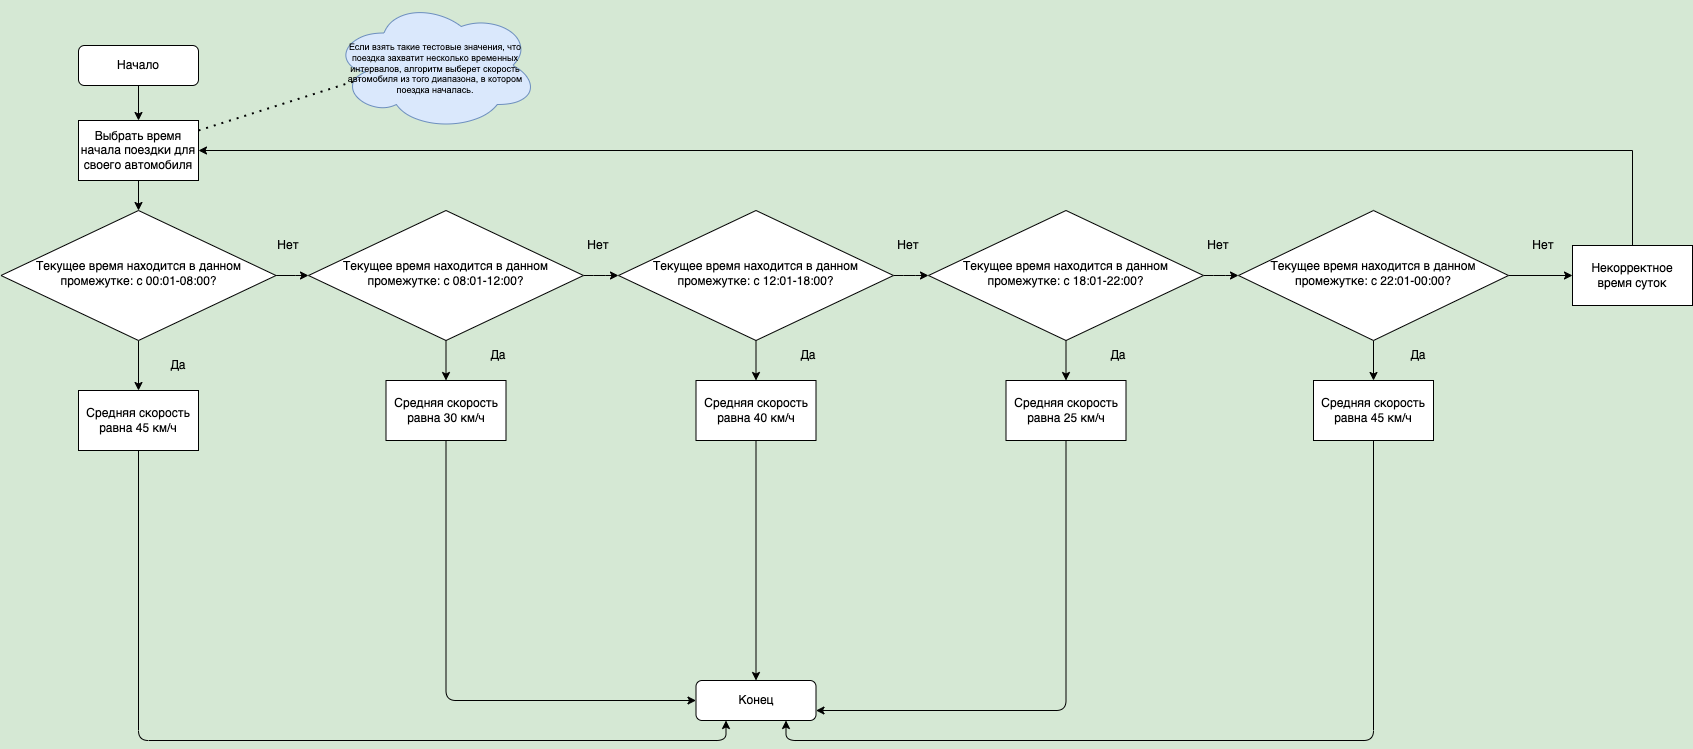 Начало
Если взять такие тестовые значения, что
поездка захватит несколько временных
интервалов, алгоритм выберет скорость
автомобиля из того диапазона, в котором
поездка началась.
Выбрать время
начала поездки для
своего автомобиля
Текущее время находится в данном
промежутке: с 00:01-08:00?
Нет
Текущее время находится в данном
промежутке: с 08:01-12:00?
Нет
Текущее время находится в данном
промежутке: с 12:01-18:00?
Нет
Текущее время находится в данном
промежутке: с 18:01-22:00?
Нет
Текущее время находится в данном
промежутке: с 22:01-00:00?
Нет
Некорректное
время суток
Да
Да
Да
Да
Да
Средняя скорость
равна 45 км/ч
Средняя скорость
равна 30 км/ч
Средняя скорость
равна 40 км/ч
Средняя скорость
равна 25 км/ч
Средняя скорость
равна 45 км/ч
Конец